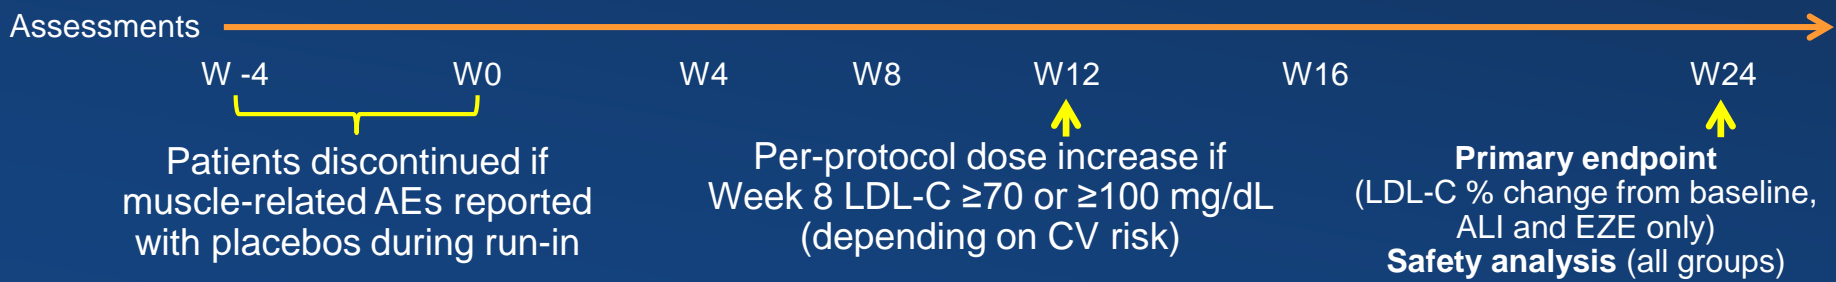 Assessments
W -4 W0 W4 W8 W12 W16 W24
Patients discontinued if
muscle-related AEs reported
with placebos during run-in
Per-protocol dose increase if
Week 8 LDL-C ≥70 or ≥100 mg/dL
(depending on CV risk)
Primary endpoint
(LDL-C % change from baseline,
ALI and EZE only)
Safety analysis (all groups)